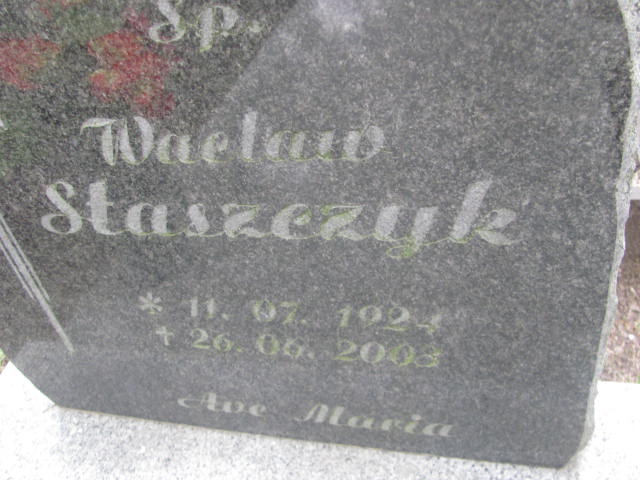 Śp.
Wacław
Staszczyk
* 11. 07. 1924
† 26. 06. 2003
Ave Maria